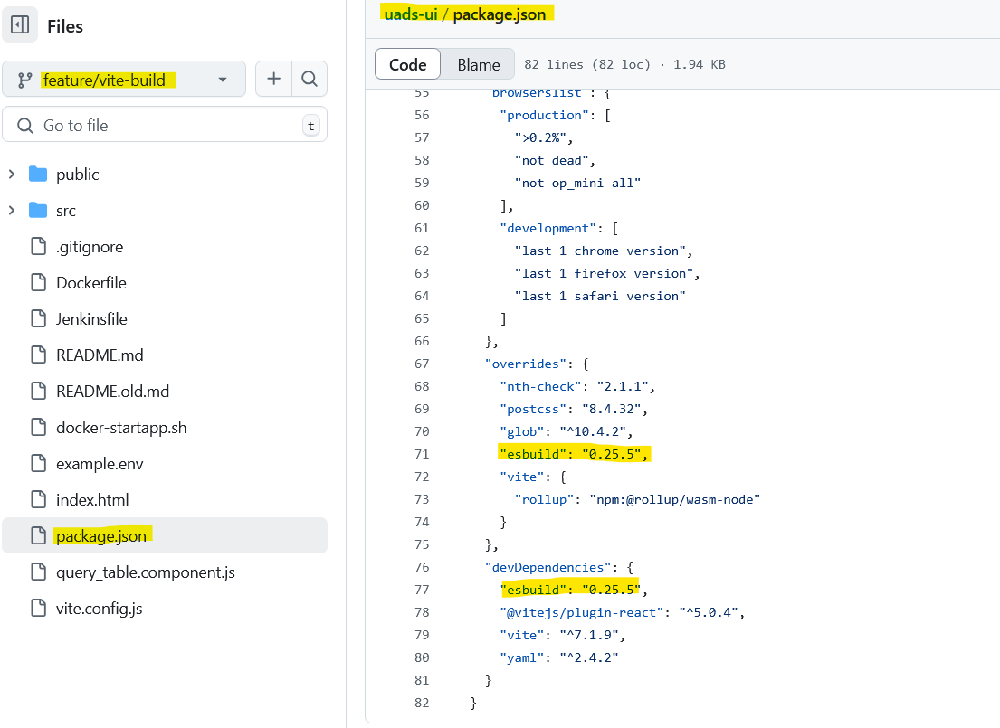 Files
feature/vite-build
Go to file
t
public
src
.gitignore
Dockerfile
Jenkinsfile
README.md
README.old.md
docker-startapp.sh
example.env
index.html
package.json
query_table.component.js
vite.config.js
uads-ui / package.json
Code Blame 82 lines (82 loc) · 1.94 KB
55 "browserslist": {
56 "production": [
57 ">0.2%",
58 "not dead",
59 "not op_mini all"
60 ],
61 "development": [
62 "last 1 chrome version",
63 "last 1 firefox version",
64 "last 1 safari version"
65 ]
66 },
67 "overrides": {
68 "nth-check": "2.1.1",
69 "postcss": "8.4.32",
70 "glob": "^10.4.2",
71 "esbuild": "0.25.5",
72 "vite": {
73 "rollup": "npm:@rollup/wasm-node"
74 }
75 },
76 "devDependencies": {
77 "esbuild": "0.25.5",
78 "@vitejs/plugin-react": "^5.0.4",
79 "vite": "^7.1.9",
80 "yaml": "^2.4.2"
81 }
82 }